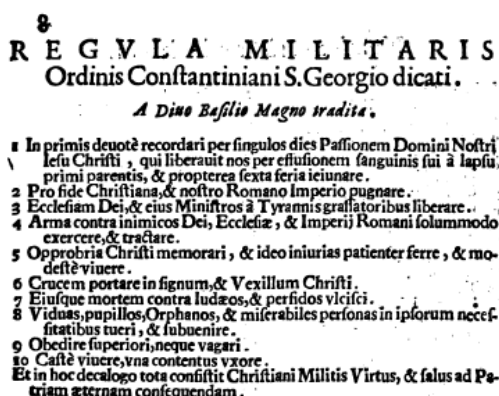 8
REGVLA MILITARIS
Ordinis Conſtantiniani S. Georgio dicati.
A Diuo Baſilio Magno tradita.
1 In primis deuotè recordari per ſingulos dies Paſſionem Domini Noſtri
Ieſu Chriſti, qui liberauit nos per effuſionem ſanguinis ſui à lapſu
primi parentis, & propterea ſexta feria ieiunare.
2 Pro fide Chriſtiana, & noſtro Romano Imperio pugnare.
3 Eccleſiam Dei, & eius Miniſtros à Tyrannis graſſatoribus liberare.
4 Arma contra inimicos Dei, Eccleſiæ, & Imperij Romani ſolummodo
exercere, & tractare.
5 Opprobria Chriſti memorari, & ideo iniurias patienter ferre, & mo-
deſtè viuere.
6 Crucem portare in ſignum, & Vexillum Chriſti.
7 Eiuſque mortem contra Iudæos, & perfidos vlciſci.
8 Viduas, pupillos, Orphanos, & miſerabiles perſonas in ipſorum neceſ-
ſitatibus tueri, & ſubuenire.
9 Obedire ſuperiori, neque vagari.
10 Caſtè viuere, vna contentus vxore.
Et in hoc decalogo tota conſiſtit Chriſtiani Militis Virtus, & ſalus ad Pa-
triam æternam conſequendam.